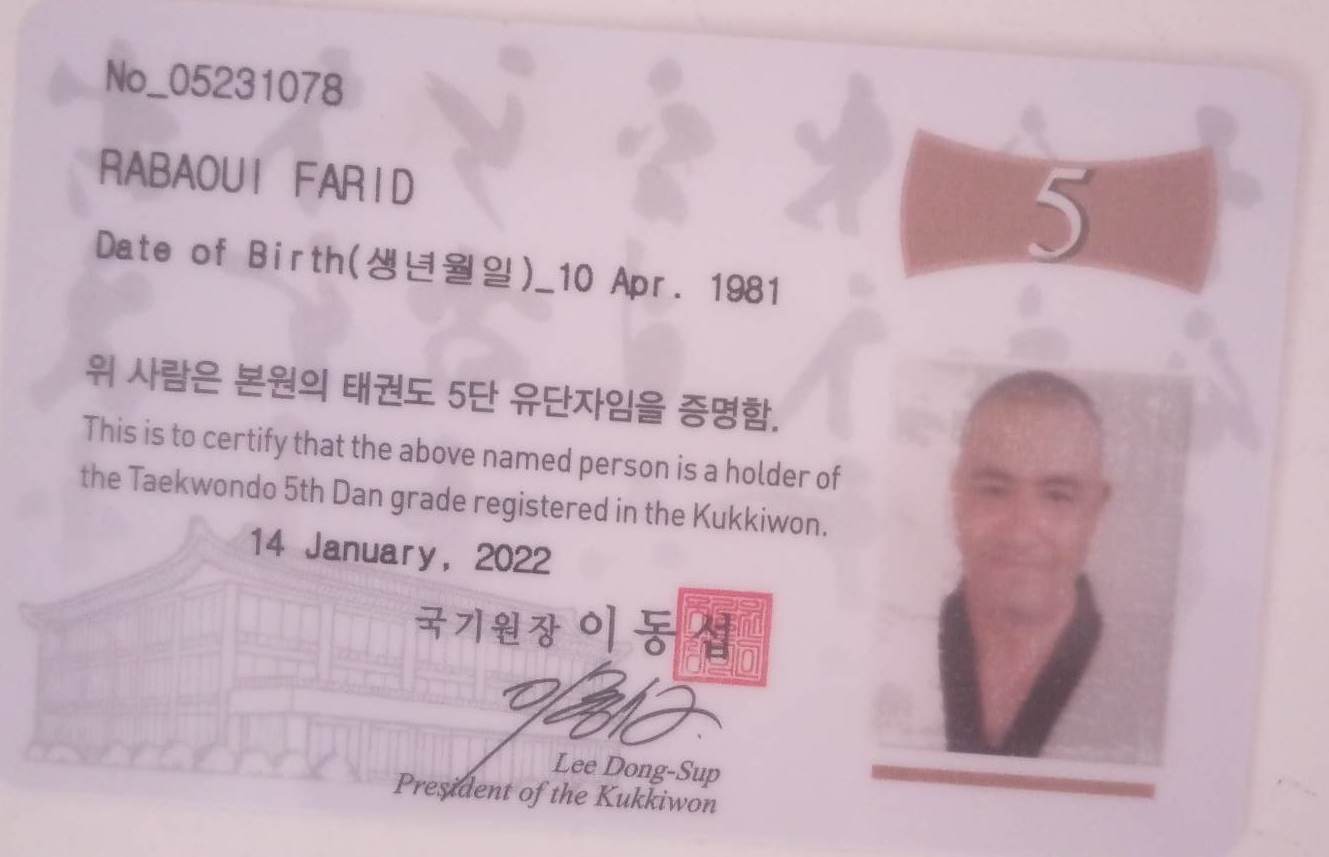 No_05231078
5
RABAOUI FARID
Date of Birth(생년월일)_10 Apr. 1981
위 사람은 본원의 태권도 5단 유단자임을 증명함.
This is to certify that the above named person is a holder of
the Taekwondo 5th Dan grade registered in the Kukkiwon.
14 January, 2022
국기원장 이동섭
Lee Dong-Sup
President of the Kukkiwon